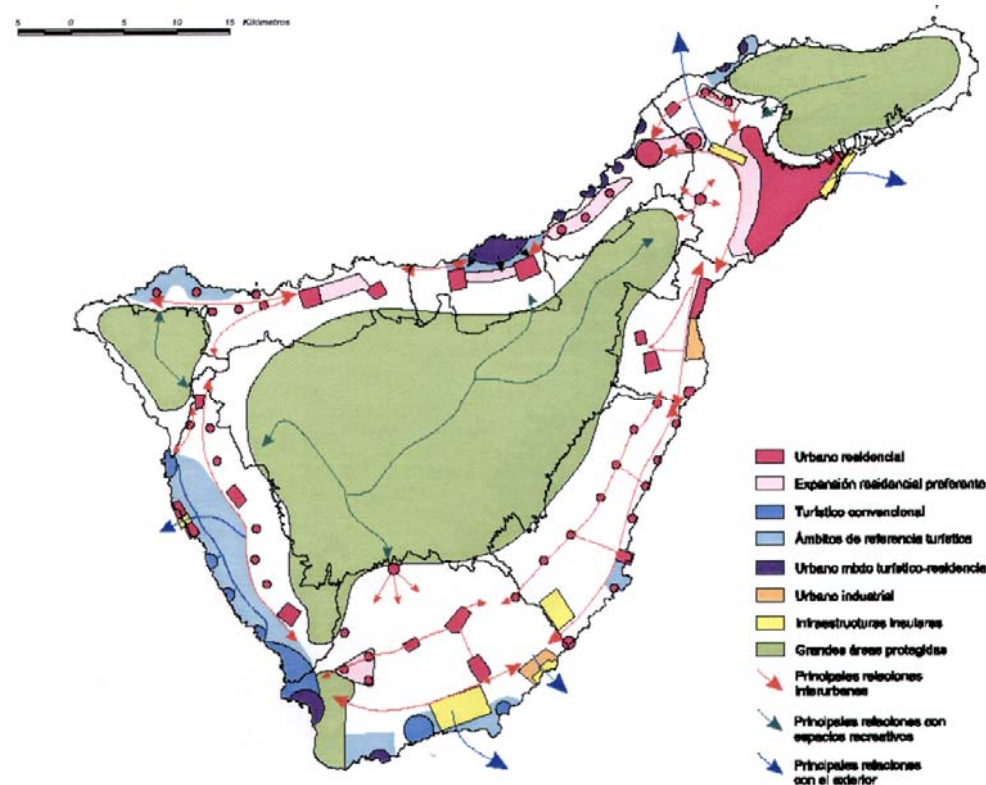 5 0 5 10 15 Kilómetros
Urbano residencial
Expansión residencial preferente
Turístico convencional
Ámbitos de referencia turística
Urbano mixto turístico-residencia
Urbano industrial
Infraestructuras insulares
Grandes áreas protegidas
Principales relaciones
interurbanas
Principales relaciones con
espacios recreativos
Principales relaciones
con el exterior